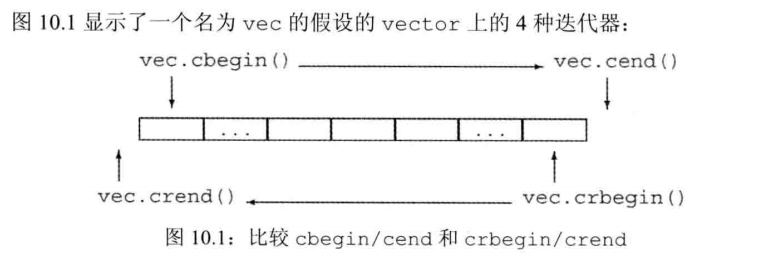 图 10.1 显示了一个名为 vec 的假设的 vector 上的 4 种迭代器：
vec.cbegin() vec.cend()
... ...
vec.crend() vec.crbegin()
图 10.1：比较 cbegin/cend 和 crbegin/crend